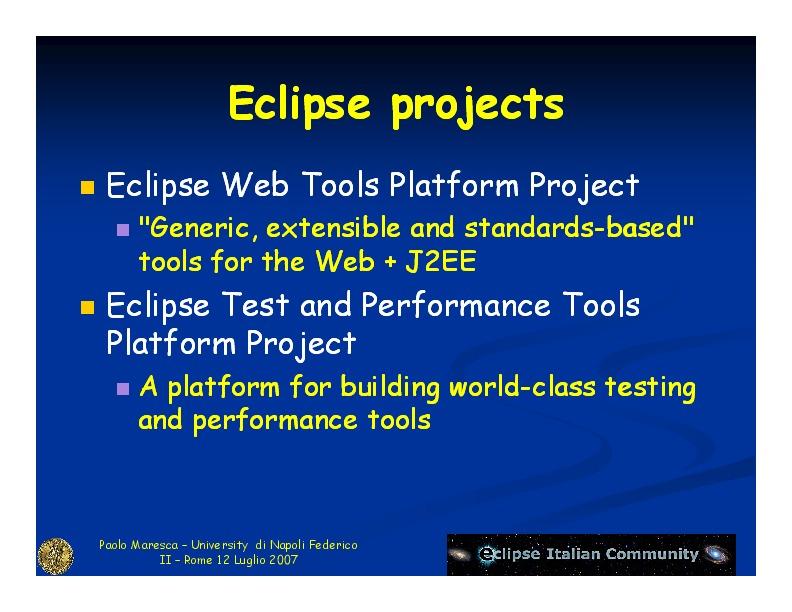 Eclipse projects
Eclipse Web Tools Platform Project
"Generic, extensible and standards-based"
tools for the Web + J2EE
Eclipse Test and Performance Tools
Platform Project
A platform for building world-class testing
and performance tools
Paolo Maresca – University di Napoli Federico
II – Rome 12 Luglio 2007
eclipse Italian Community